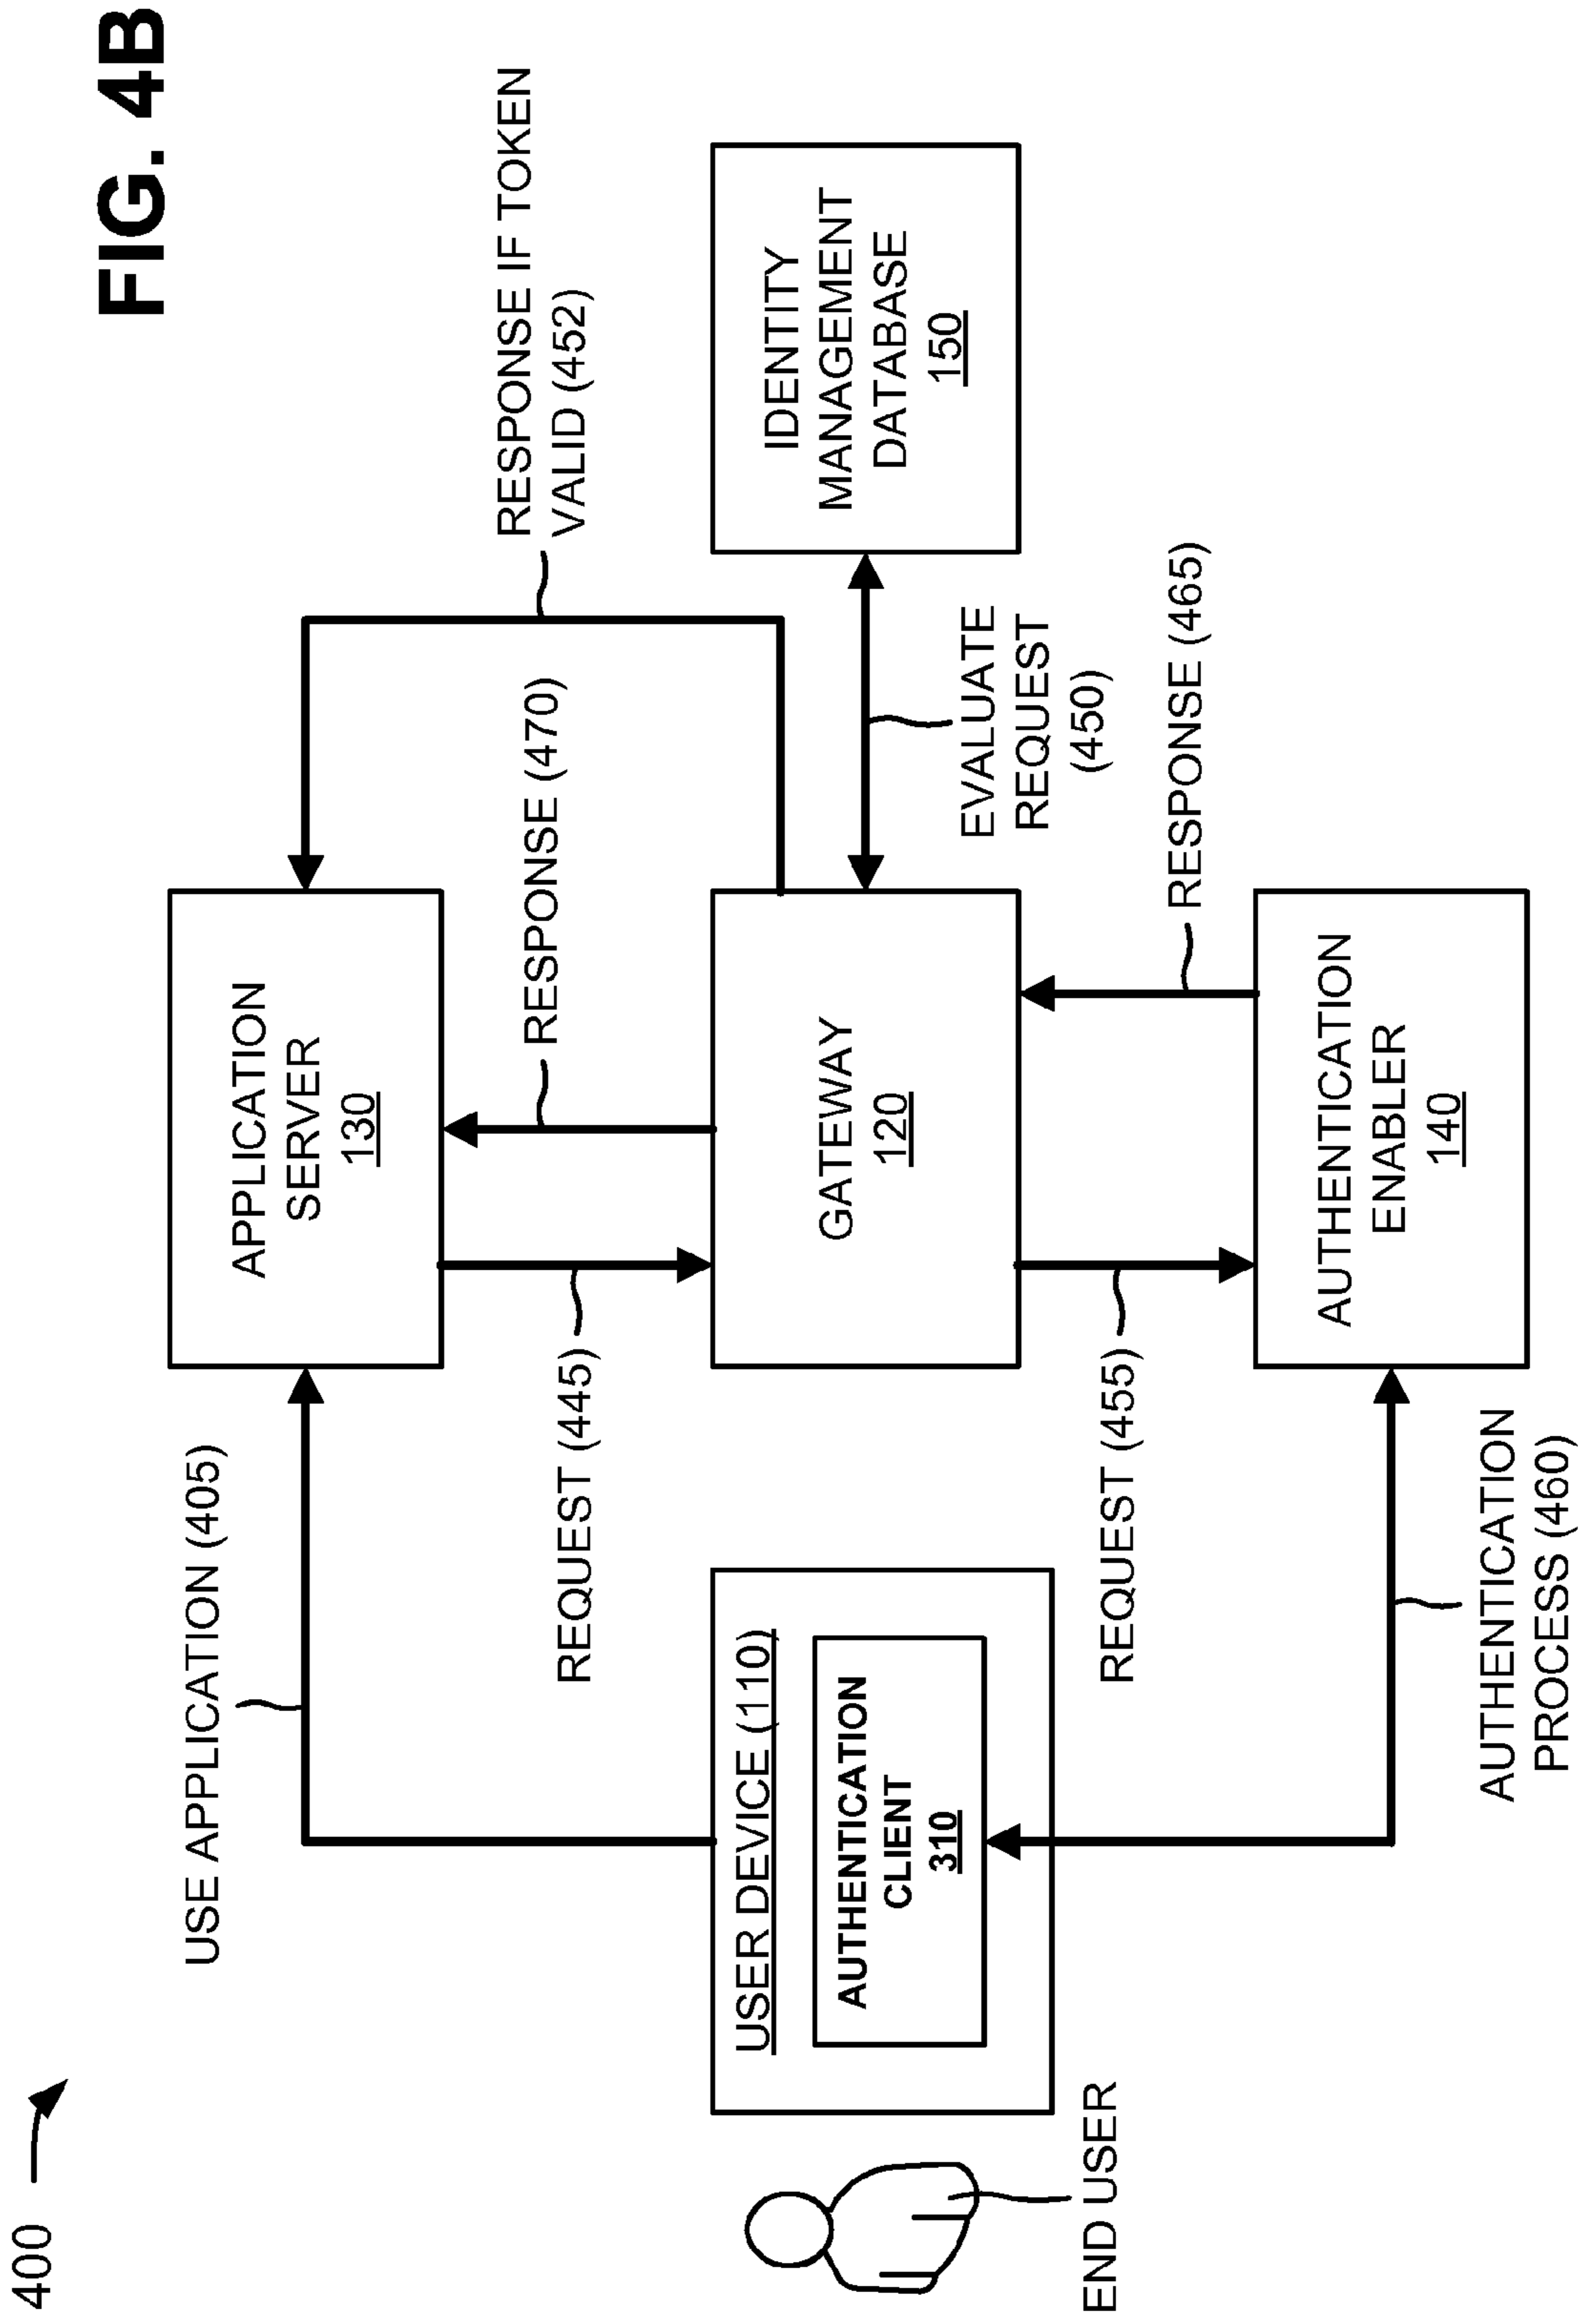 400
USE APPLICATION (405)
APPLICATION
SERVER
130
RESPONSE IF TOKEN
VALID (452)
REQUEST (445)
RESPONSE (470)
USER DEVICE (110)
AUTHENTICATION
CLIENT
310
GATEWAY
120
IDENTITY
MANAGEMENT
DATABASE
150
EVALUATE
REQUEST
(450)
END USER
REQUEST (455)
RESPONSE (465)
AUTHENTICATION
ENABLER
140
AUTHENTICATION
PROCESS (460)
FIG. 4B